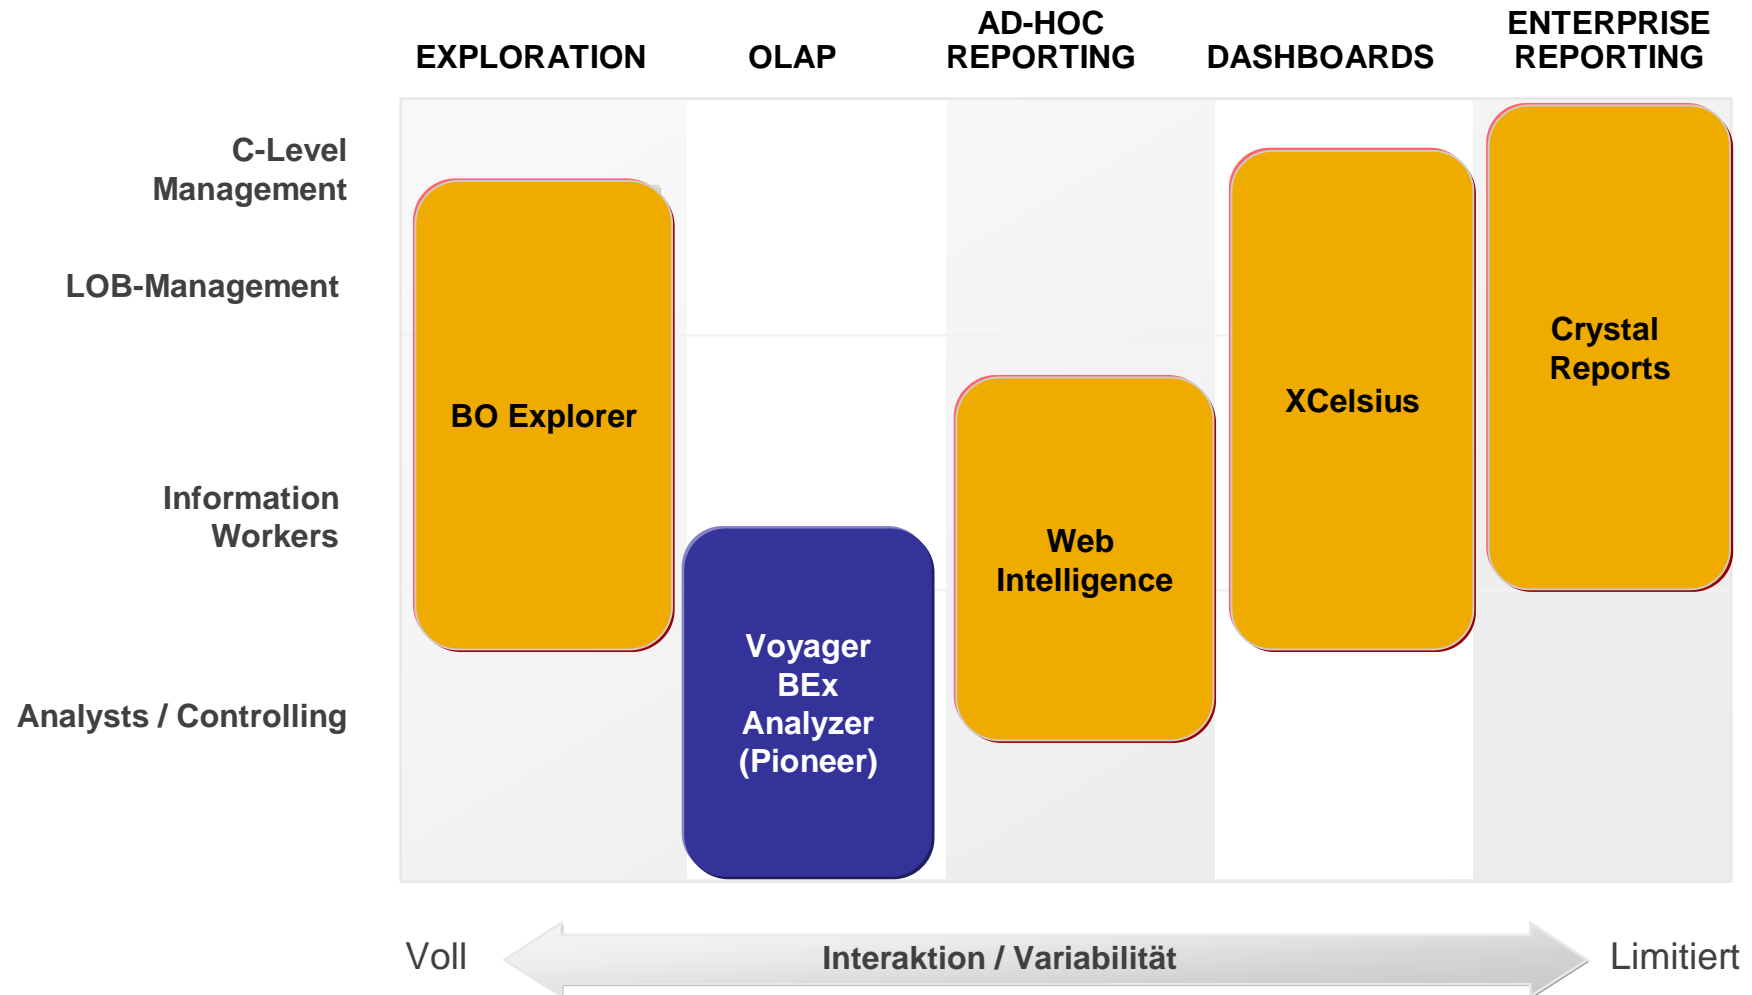 EXPLORATION
OLAP
AD-HOC
REPORTING
DASHBOARDS
ENTERPRISE
REPORTING
C-Level
Management
LOB-Management
Information
Workers
Analysts / Controlling
BO Explorer
Voyager
BEx
Analyzer
(Pioneer)
Web
Intelligence
XCelsius
Crystal
Reports
Voll
Interaktion / Variabilität
Limitiert